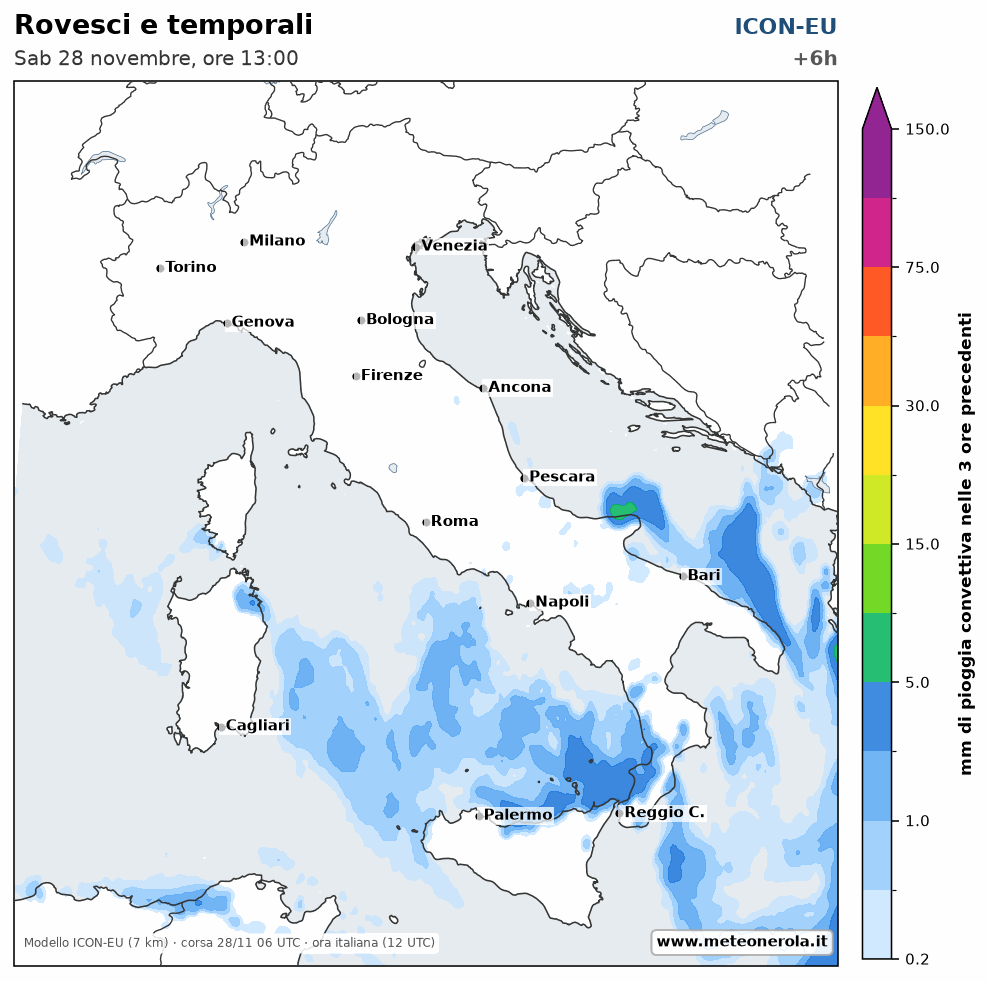 Rovesci e temporali
ICON-EU
Sab 28 novembre, ore 13:00
+6h
150.0
75.0
30.0
15.0
5.0
1.0
0.2
mm di pioggia convettiva nelle 3 ore precedenti
Milano
Venezia
Torino
Genova
Bologna
Firenze
Ancona
Pescara
Roma
Bari
Napoli
Cagliari
Palermo
Reggio C.
Modello ICON-EU (7 km) · corsa 28/11 06 UTC · ora italiana (12 UTC)
www.meteonerola.it